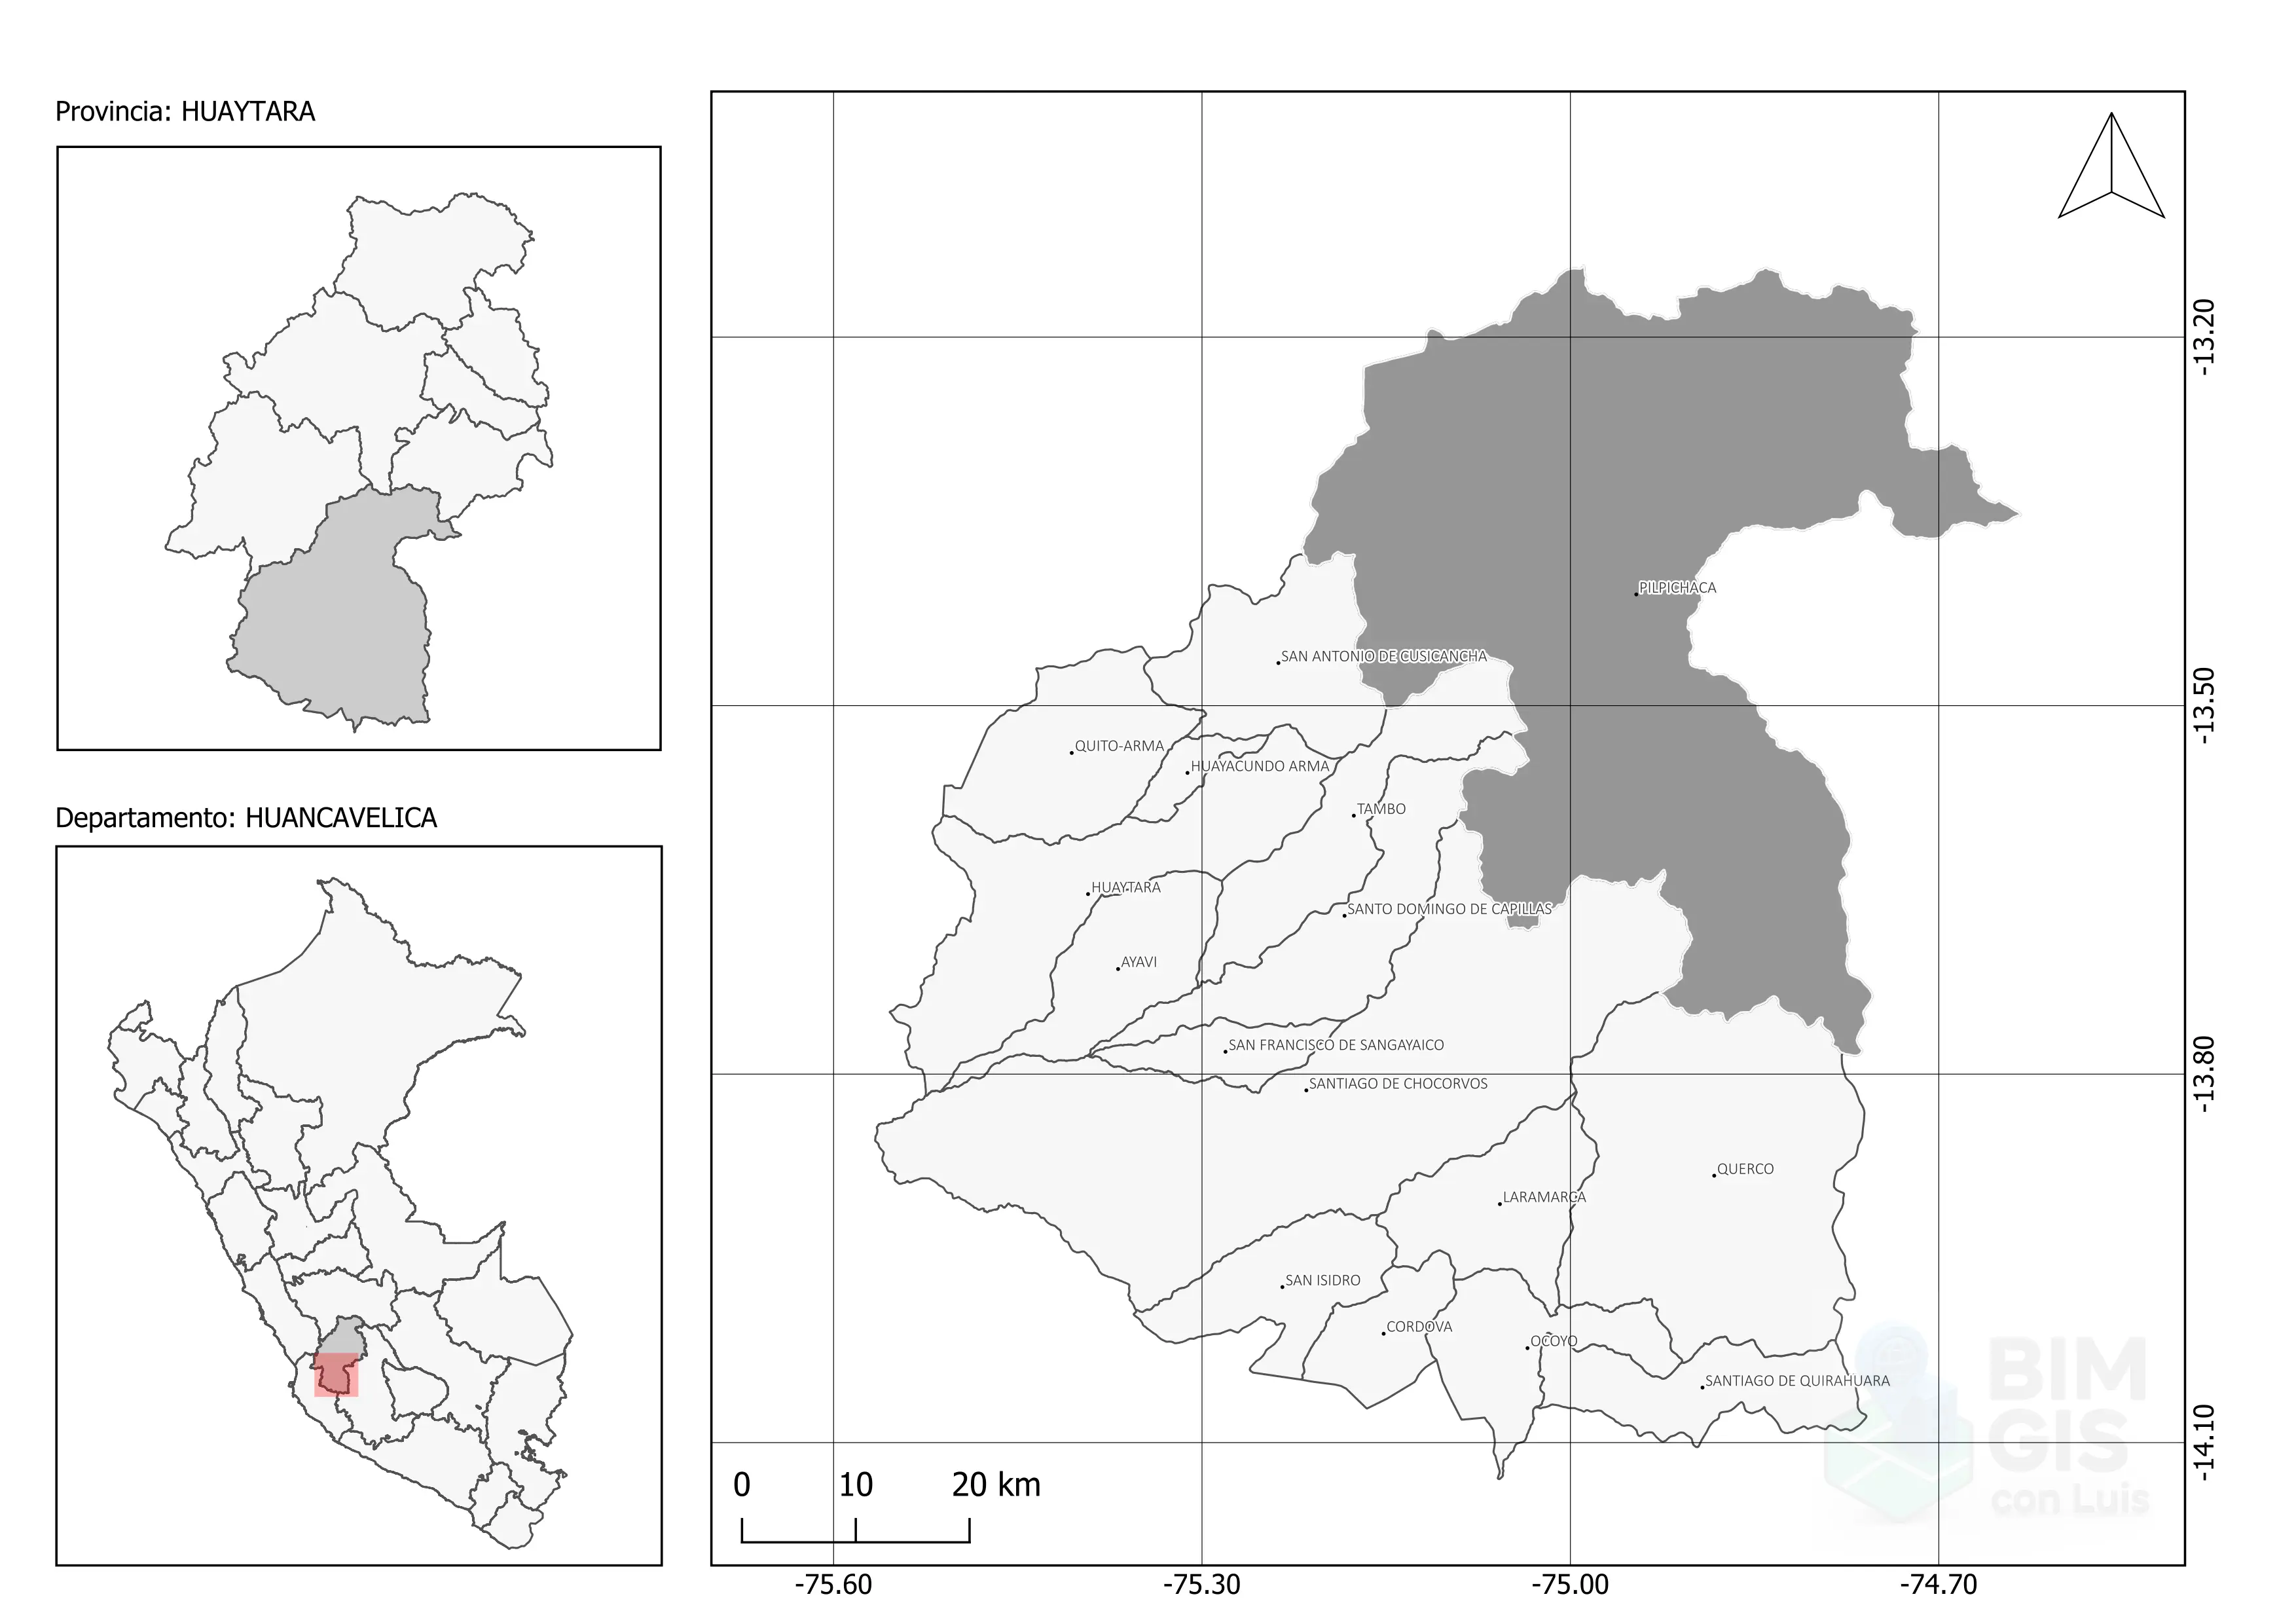 Provincia: HUAYTARA
Departamento: HUANCAVELICA
PILPICHACA
SAN ANTONIO DE CUSICANCHA
QUITO-ARMA
HUAYACUNDO ARMA
TAMBO
HUAYTARA
SANTO DOMINGO DE CAPILLAS
AYAVI
SAN FRANCISCO DE SANGAYAICO
SANTIAGO DE CHOCORVOS
QUERCO
LARAMARCA
SAN ISIDRO
CORDOVA
OCOYO
SANTIAGO DE QUIRAHUARA
-13.20
-13.50
-13.80
-14.10
0 10 20 km
-75.60 -75.30 -75.00 -74.70
BIM
GIS
con Luis